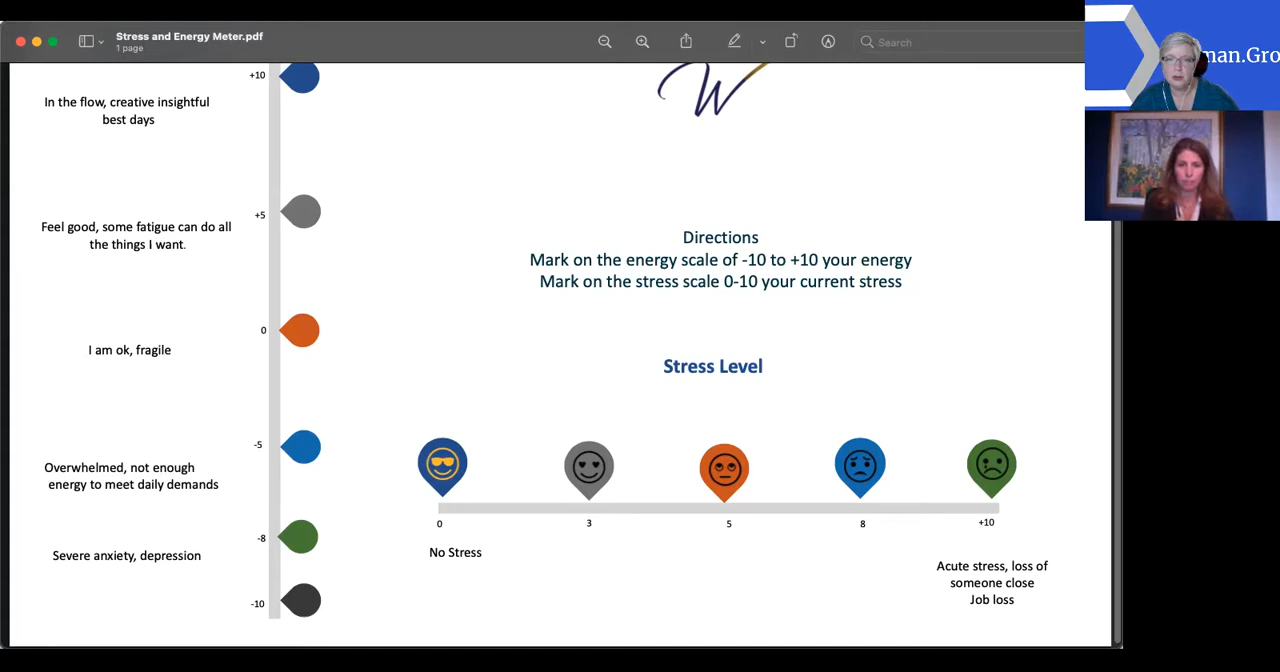 Stress and Energy Meter.pdf
1 page
Search
man.Gro
W
+10
In the flow, creative insightful
best days
+5
Feel good, some fatigue can do all
the things I want.
0
I am ok, fragile
-5
Overwhelmed, not enough
energy to meet daily demands
-8
Severe anxiety, depression
-10
Directions
Mark on the energy scale of -10 to +10 your energy
Mark on the stress scale 0-10 your current stress
Stress Level
0
3
5
8
+10
No Stress
Acute stress, loss of
someone close
Job loss